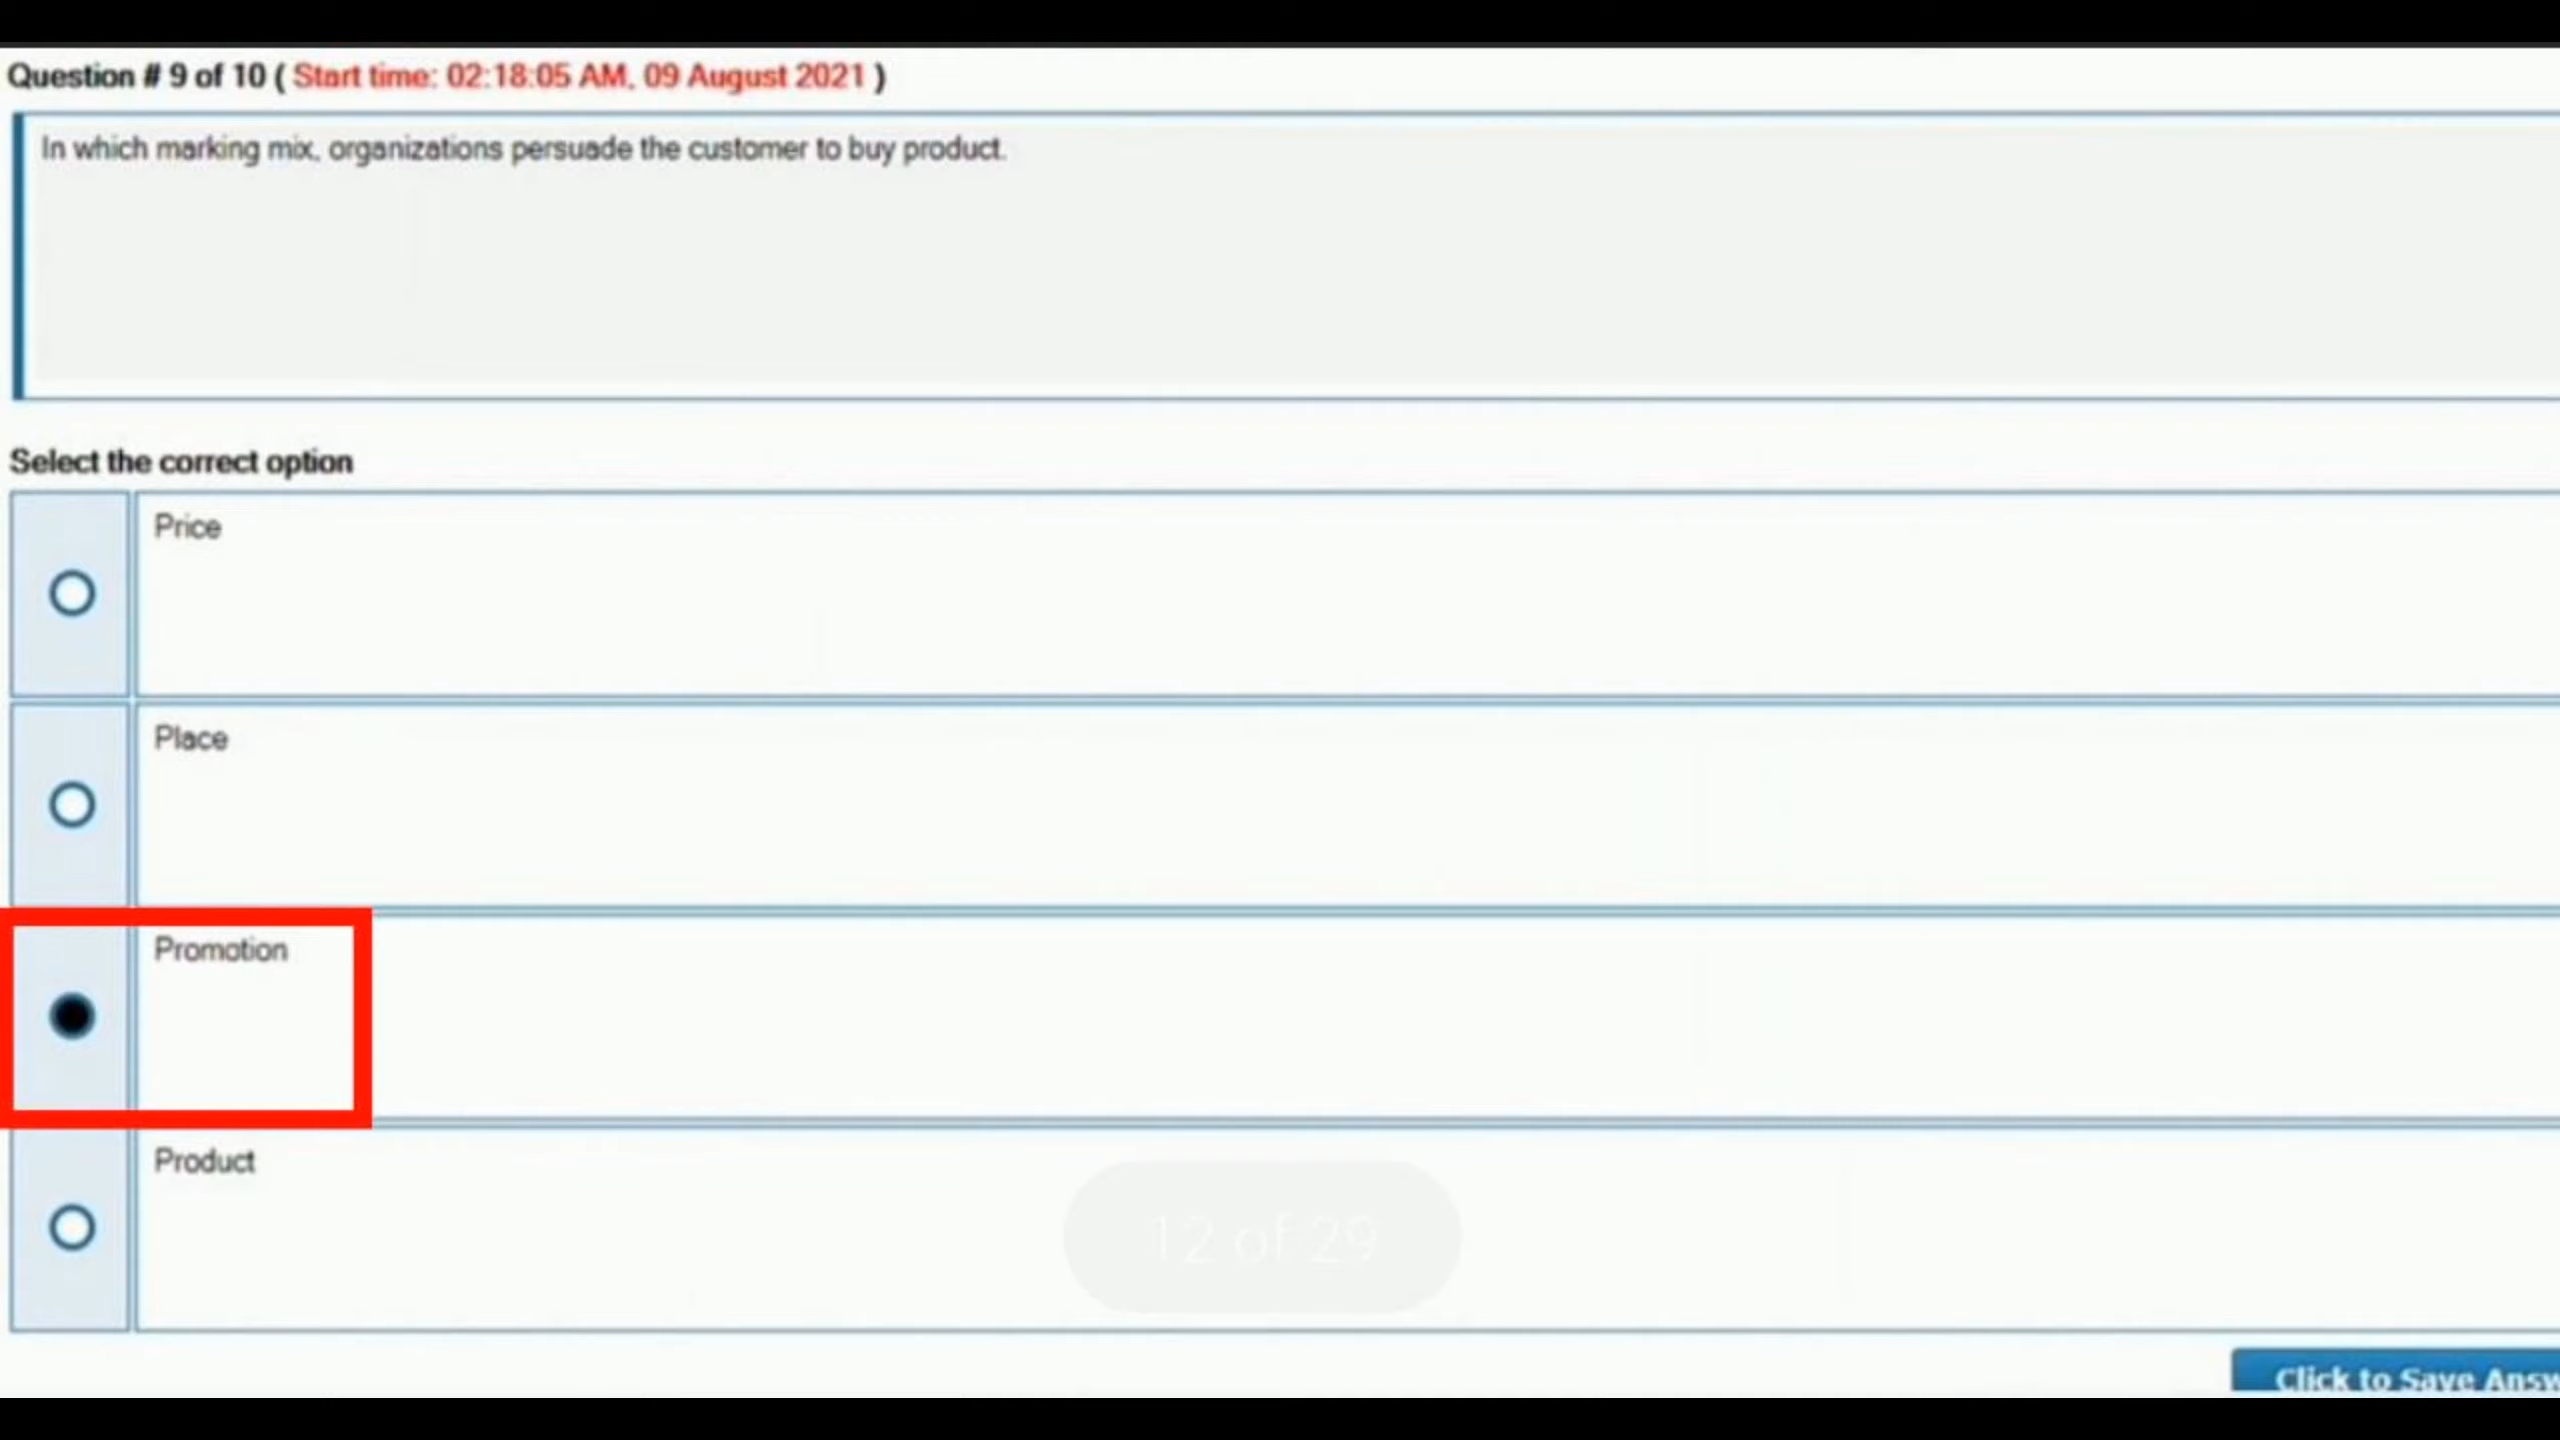 Question # 9 of 10 ( Start time: 02:18:05 AM, 09 August 2021 )
In which marking mix, organizations persuade the customer to buy product.
Select the correct option
Price
Place
Promotion
Product
12 of 29
Click to Save Answ